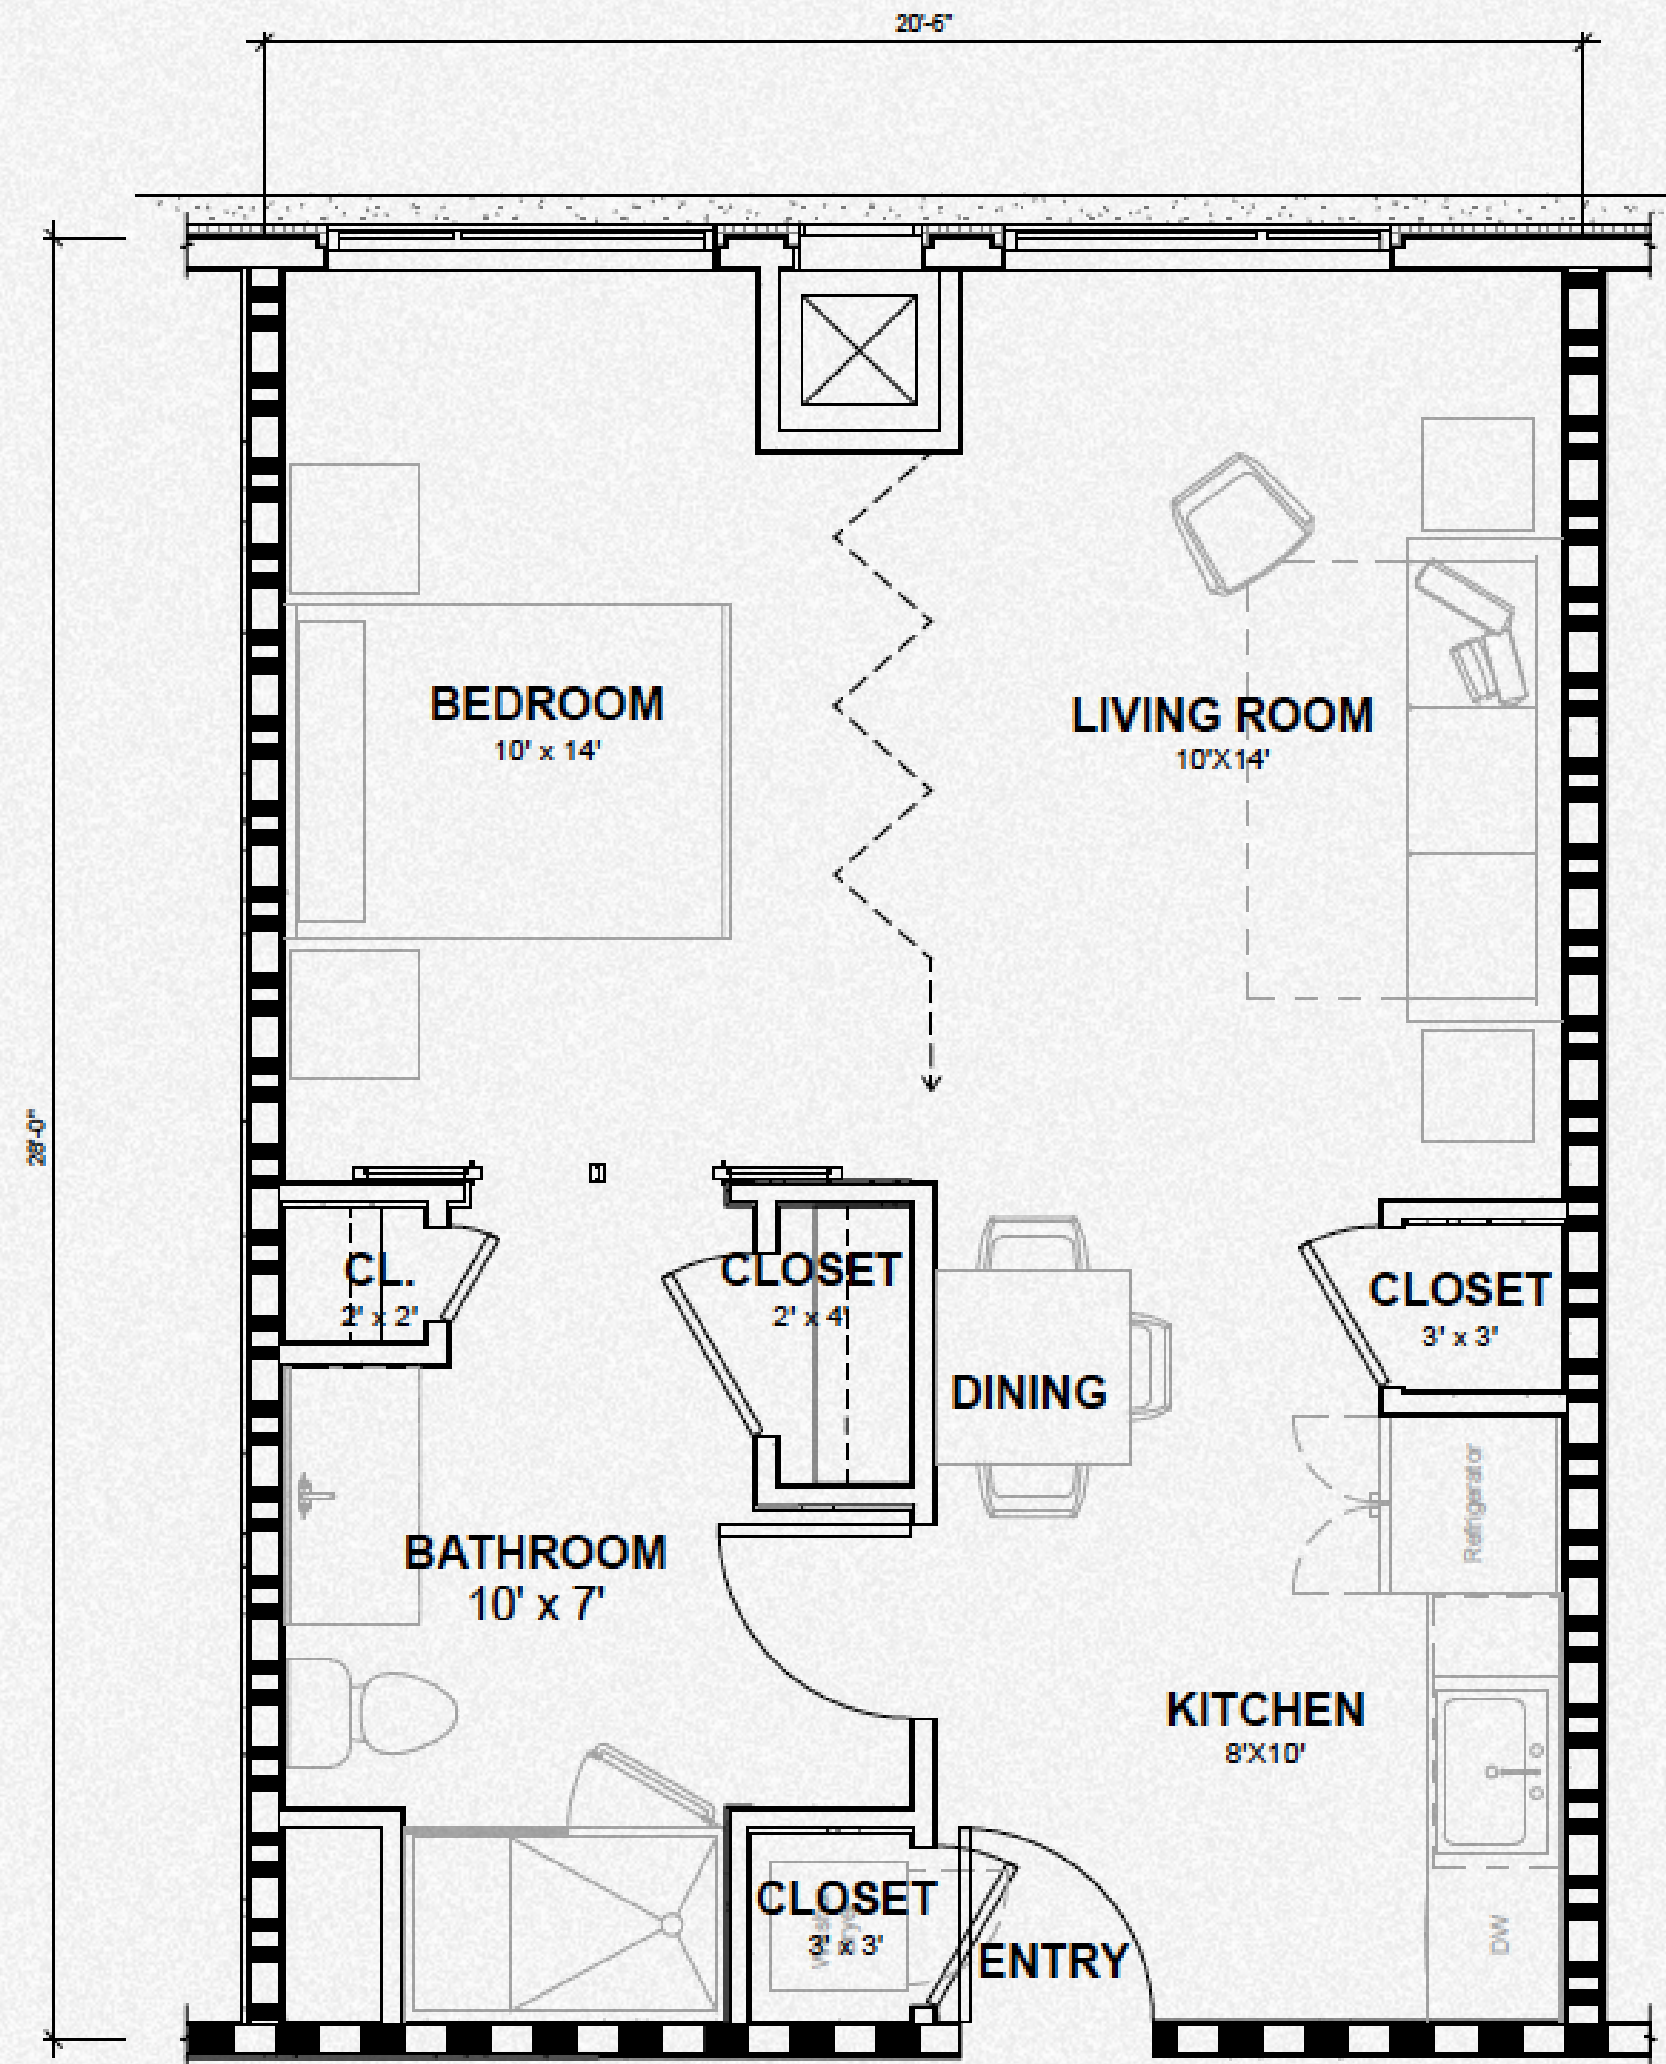 20'-6"
28'-0"
BEDROOM
10' x 14'
LIVING ROOM
10'X14'
CL.
2' x 2'
CLOSET
2' x 4'
CLOSET
3' x 3'
DINING
Refrigerator
BATHROOM
10' x 7'
KITCHEN
8'X10'
CLOSET
3' x 3'
ENTRY
DW